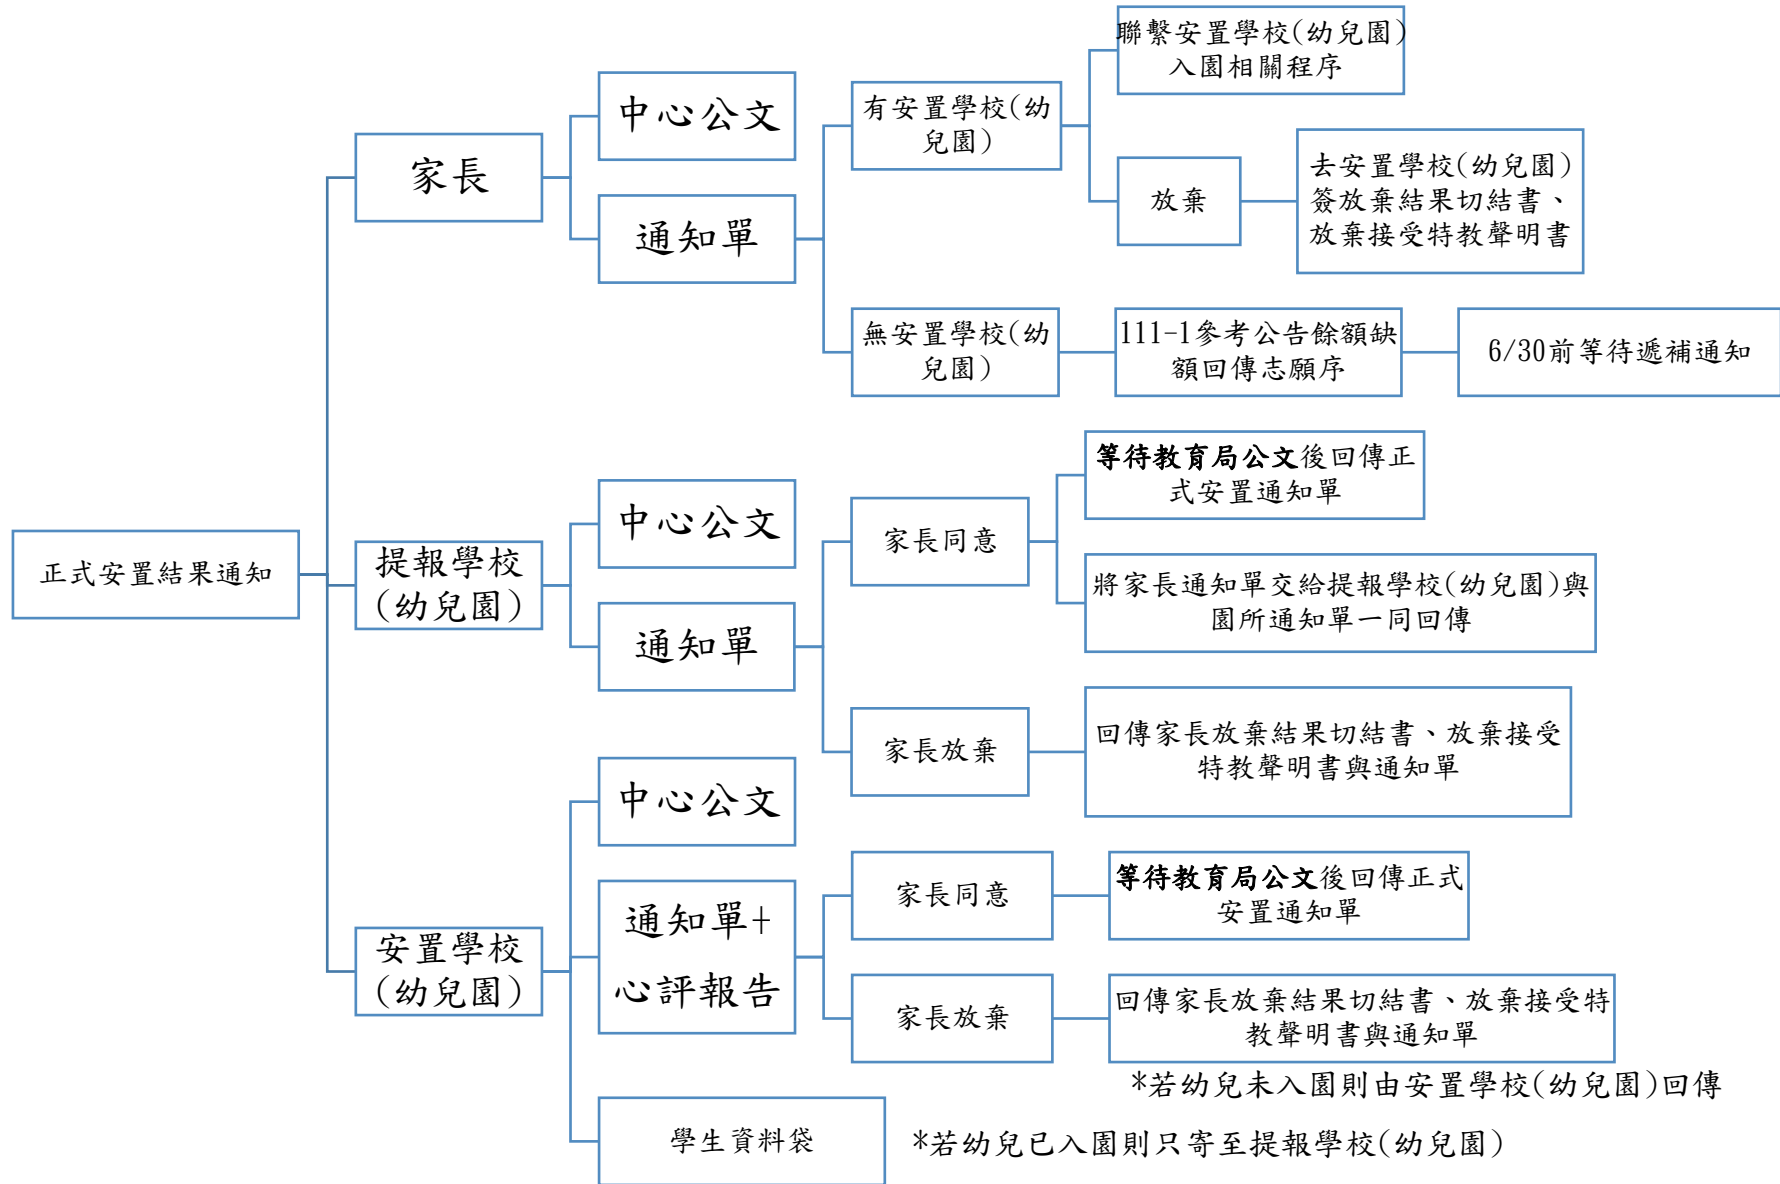 正式安置結果通知
家長
中心公文
通知單
有安置學校(幼
兒園)
聯繫安置學校(幼兒園)
入園相關程序
放棄
去安置學校(幼兒園)
簽放棄結果切結書、
放棄接受特教聲明書
無安置學校(幼
兒園)
111-1參考公告餘額缺
額回傳志願序
6/30前等待遞補通知
提報學校
(幼兒園)
中心公文
通知單
家長同意
等待教育局公文後回傳正
式安置通知單
將家長通知單交給提報學校(幼兒園)與
園所通知單一同回傳
家長放棄
回傳家長放棄結果切結書、放棄接受
特教聲明書與通知單
安置學校
(幼兒園)
中心公文
通知單+
心評報告
家長同意
等待教育局公文後回傳正式
安置通知單
家長放棄
回傳家長放棄結果切結書、放棄接受特
教聲明書與通知單
*若幼兒未入園則由安置學校(幼兒園)回傳
學生資料袋
*若幼兒已入園則只寄至提報學校(幼兒園)